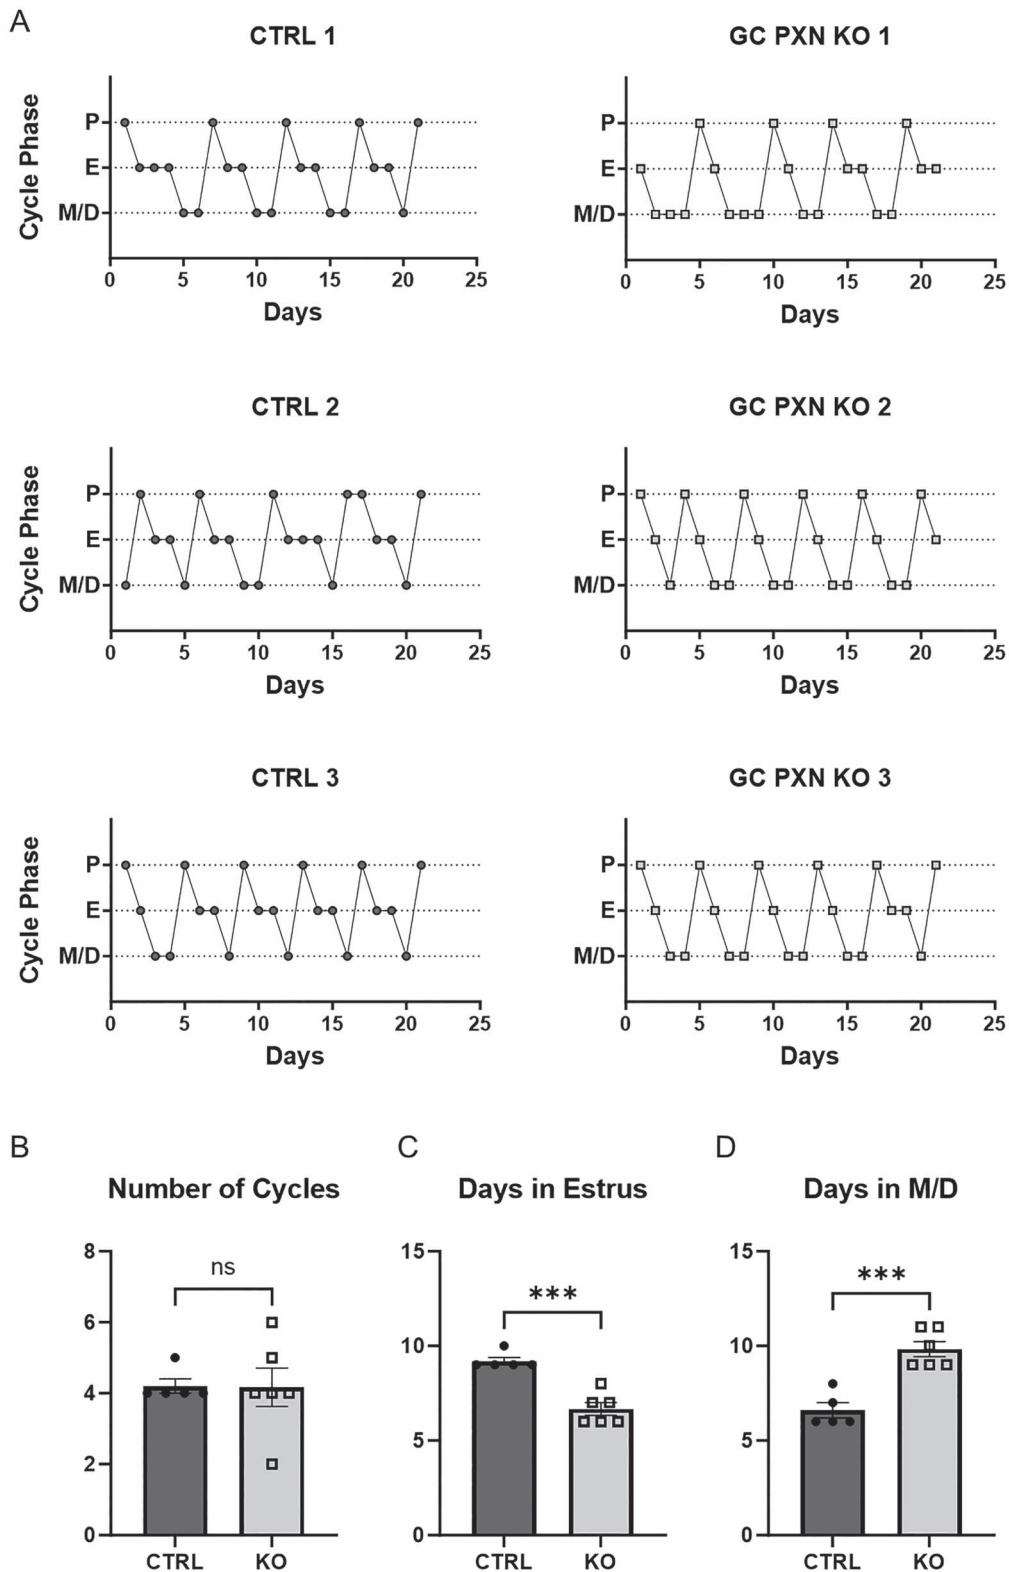 A
CTRL 1
GC PXN KO 1
Cycle Phase
P
E
M/D
0 5 10 15 20 25
Days
P
E
M/D
0 5 10 15 20 25
Days
CTRL 2
GC PXN KO 2
Cycle Phase
P
E
M/D
0 5 10 15 20 25
Days
P
E
M/D
0 5 10 15 20 25
Days
CTRL 3
GC PXN KO 3
Cycle Phase
P
E
M/D
0 5 10 15 20 25
Days
P
E
M/D
0 5 10 15 20 25
Days
B
Number of Cycles
8
6
4
2
0
ns
CTRL KO
C
Days in Estrus
15
10
5
0
***
CTRL KO
D
Days in M/D
15
10
5
0
***
CTRL KO